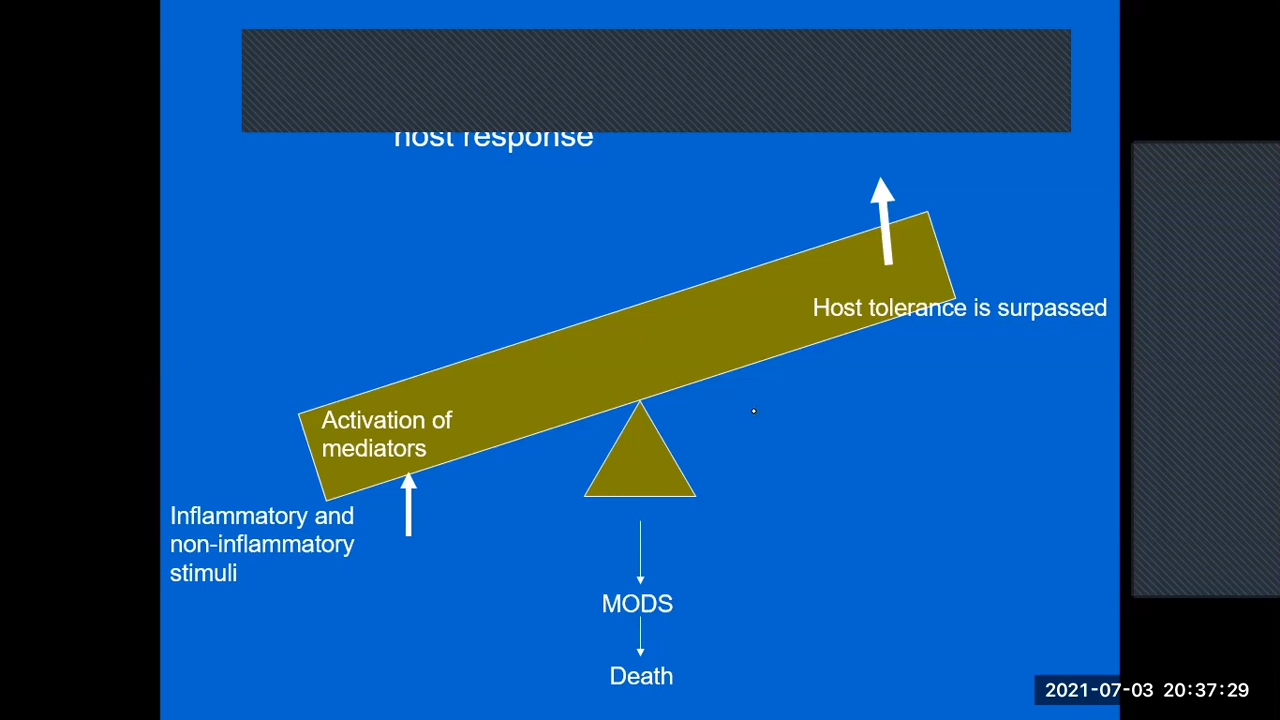 host response
Host tolerance is surpassed
Activation of
mediators
Inflammatory and
non-inflammatory
stimuli
MODS
Death
2021-07-03 20:37:29